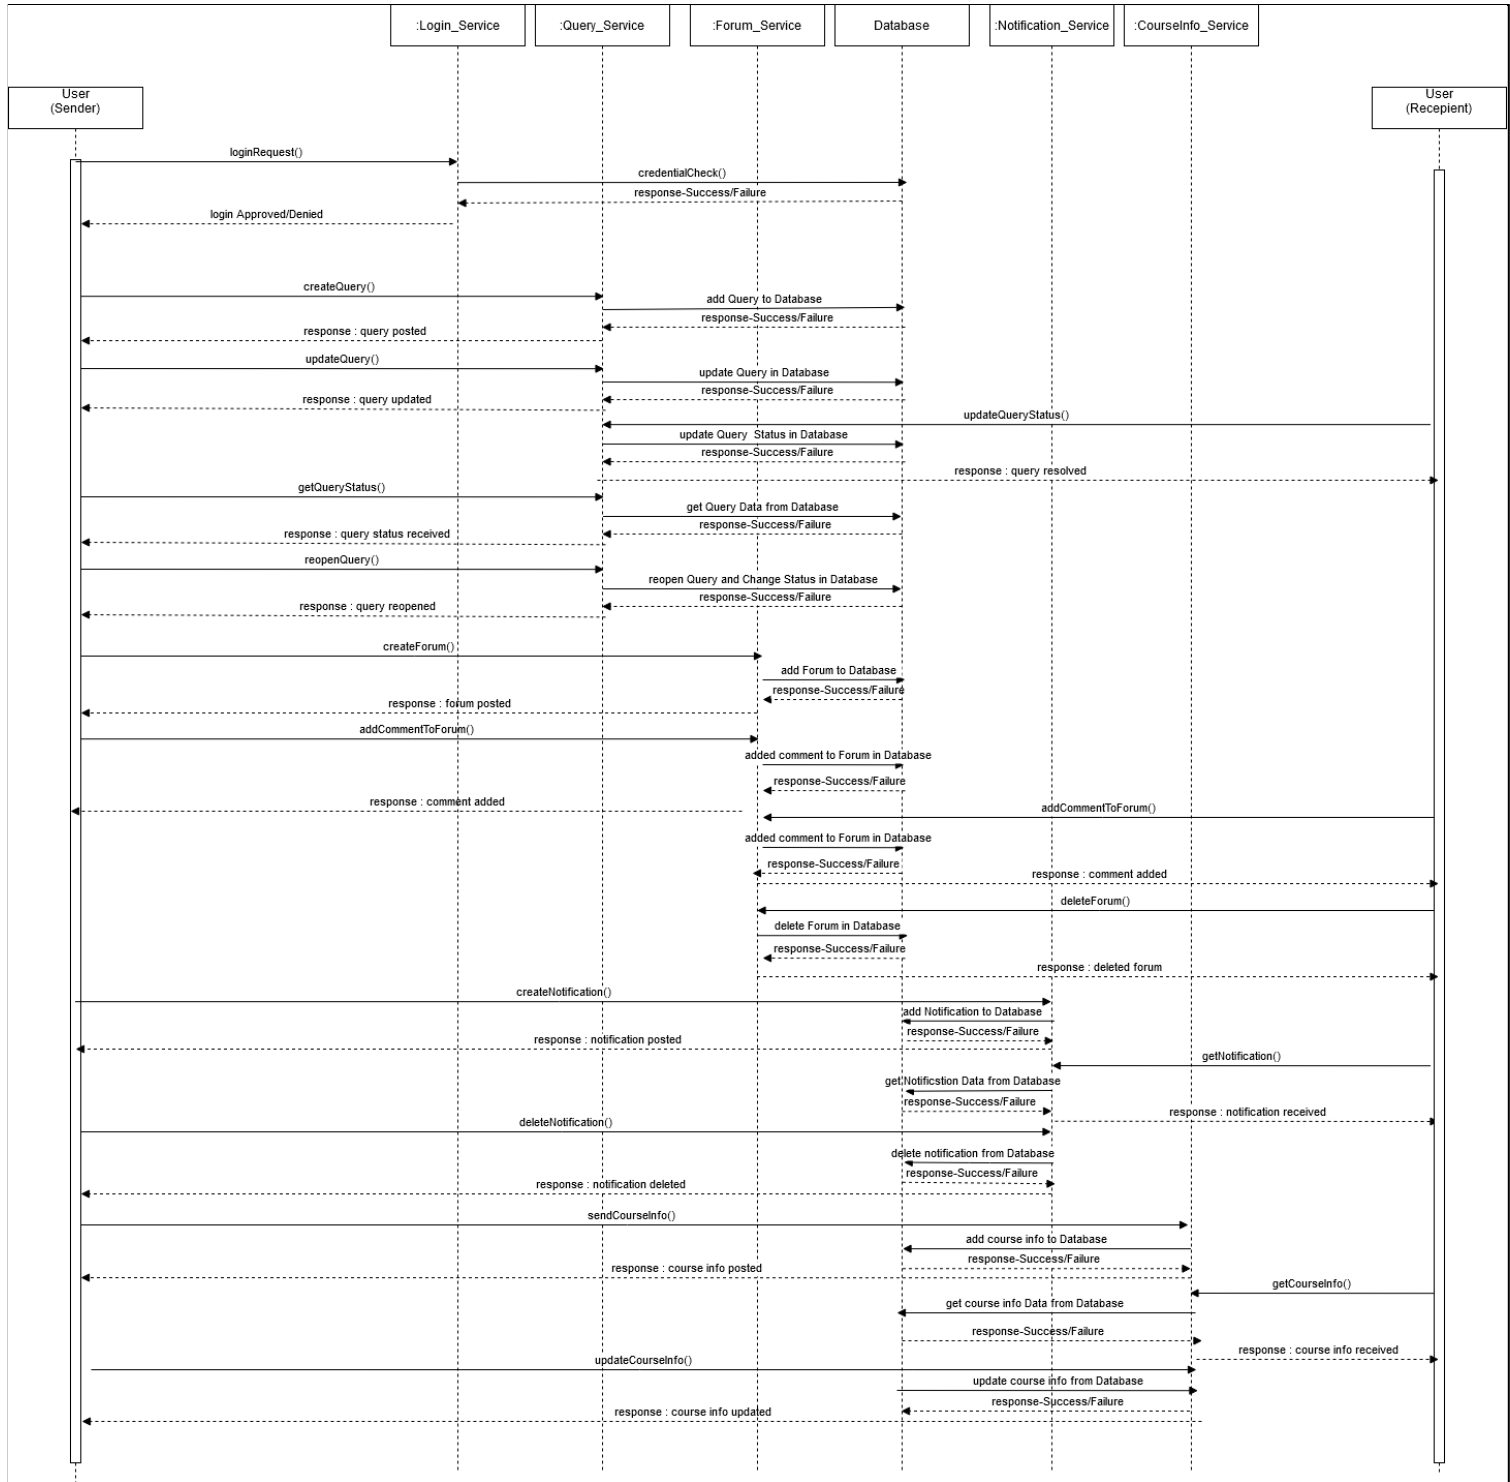 :Login_Service
:Query_Service
:Forum_Service
Database
:Notification_Service
:CourseInfo_Service
User
(Sender)
User
(Recepient)
loginRequest()
credentialCheck()
response-Success/Failure
login Approved/Denied
createQuery()
add Query to Database
response-Success/Failure
response : query posted
updateQuery()
update Query in Database
response-Success/Failure
response : query updated
updateQueryStatus()
update Query  Status in Database
response-Success/Failure
response : query resolved
getQueryStatus()
get Query Data from Database
response-Success/Failure
response : query status received
reopenQuery()
reopen Query and Change Status in Database
response-Success/Failure
response : query reopened
createForum()
add Forum to Database
response-Success/Failure
response : forum posted
addCommentToForum()
added comment to Forum in Database
response-Success/Failure
response : comment added
addCommentToForum()
added comment to Forum in Database
response-Success/Failure
response : comment added
deleteForum()
delete Forum in Database
response-Success/Failure
response : deleted forum
createNotification()
add Notification to Database
response-Success/Failure
response : notification posted
getNotification()
get Notificstion Data from Database
response-Success/Failure
response : notification received
deleteNotification()
delete notification from Database
response-Success/Failure
response : notification deleted
sendCourseInfo()
add course info to Database
response-Success/Failure
response : course info posted
getCourseInfo()
get course info Data from Database
response-Success/Failure
response : course info received
updateCourseInfo()
update course info from Database
response-Success/Failure
response : course info updated